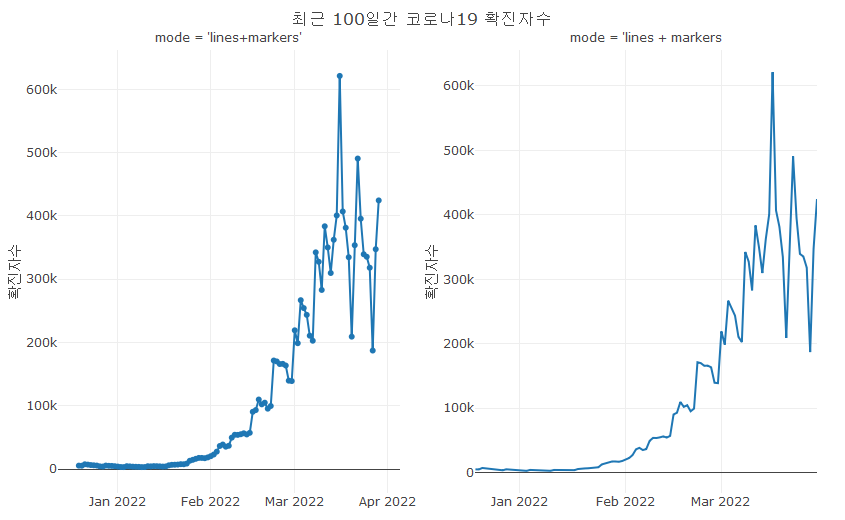 최근 100일간 코로나19 확진자수
mode = 'lines+markers'
확진자수
600k
500k
400k
300k
200k
100k
0
Jan 2022
Feb 2022
Mar 2022
Apr 2022
mode = 'lines + markers
확진자수
600k
500k
400k
300k
200k
100k
0
Jan 2022
Feb 2022
Mar 2022